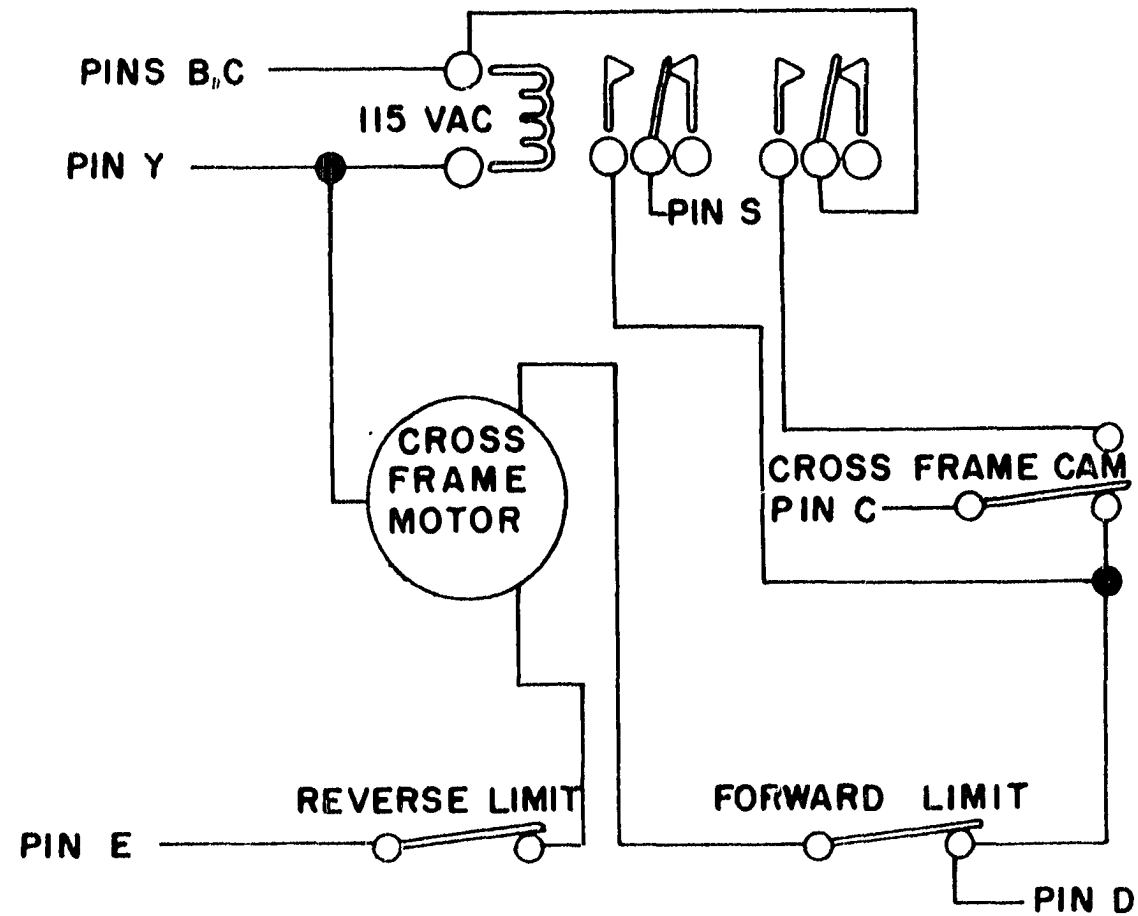 PINS B,,C
115 VAC
PIN Y
PIN S
CROSS
FRAME
MOTOR
CROSS FRAME CAM
PIN C
REVERSE LIMIT
FORWARD LIMIT
PIN E
PIN D